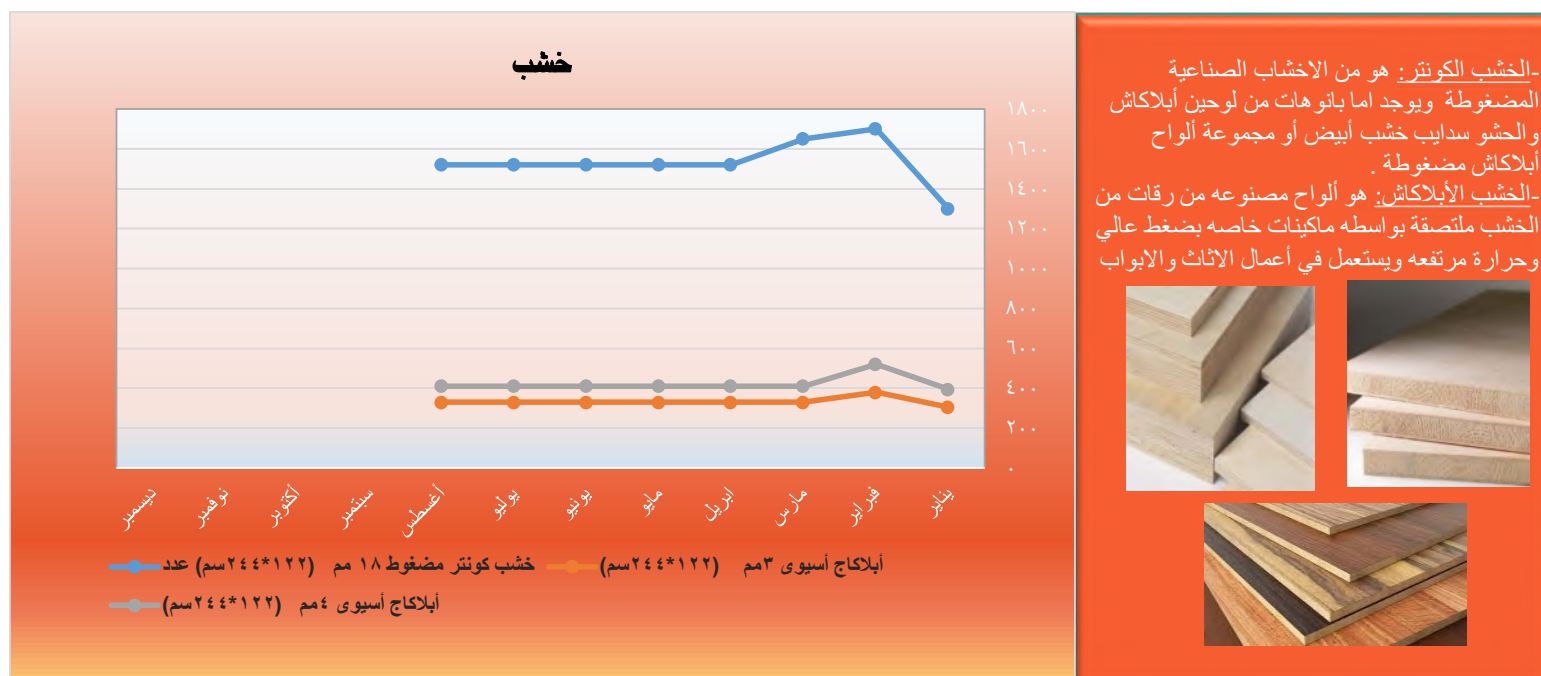 -الخشب الكونتر: هو من الاخشاب الصناعية
المضغوطة ويوجد اما بانوهات من لوحين أبلاكاش
والحشو سدايب خشب أبيض أو مجموعة ألواح
أبلاكاش مضغوطة .
-الخشب الأبلاكاش: هو ألواح مصنوعه من رقات من
الخشب ملتصقة بواسطه ماكينات خاصه بضغط عالي
وحرارة مرتفعه ويستعمل في أعمال الاثاث والابواب
خشب
١٨٠٠
١٦٠٠
١٤٠٠
١٢٠٠
١٠٠٠
٨٠٠
٦٠٠
٤٠٠
٢٠٠
٠
يناير
فبراير
مارس
ابريل
مايو
يونيو
يوليو
أغسطس
سبتمبر
أكتوبر
نوفمبر
ديسمبر
أبلاكاج أسيوى ٣مم (١٢٢*٢٤٤سم)
خشب كونتر مضغوط ١٨ مم (١٢٢*٢٤٤سم) عدد
أبلاكاج أسيوى ٤مم (١٢٢*٢٤٤سم)